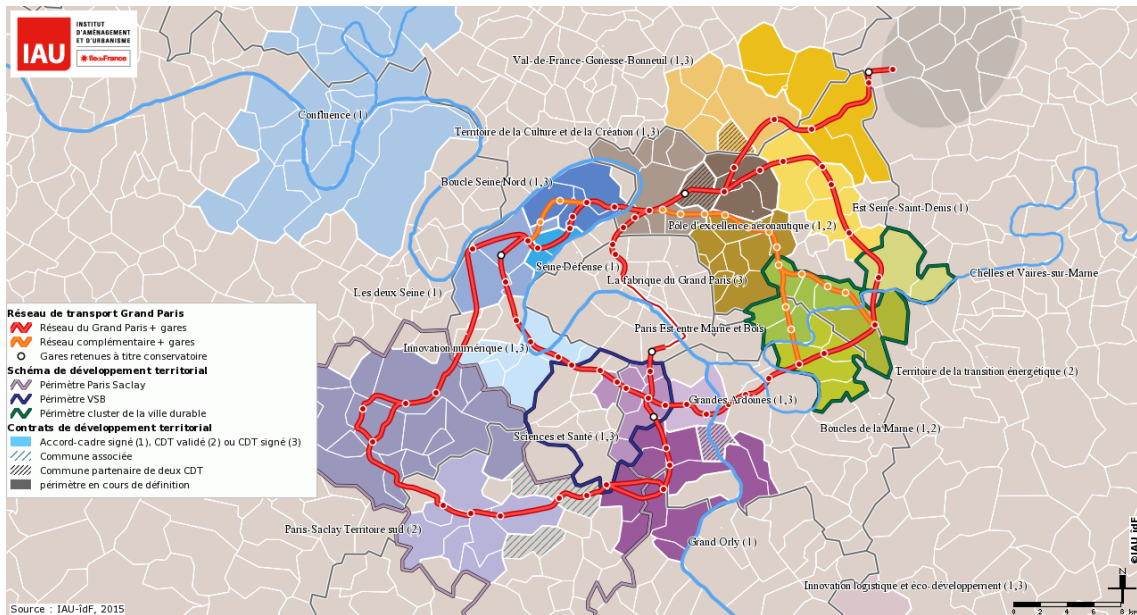 IAU
INSTITUT
D'AMÉNAGEMENT
ET D'URBANISME
îledeFrance
Val-de-France-Gonesse-Bonneuil (1,3)
Confluence (1)
Territoire de la Culture et de la Création (1,3)
Boucle Seine Nord (1,3)
Est Seine-Saint-Denis (1)
Pôle d'excellence aéronautique (1,2)
Seine Défense (1)
La fabrique du Grand Paris (3)
Chelles et Vaires-sur-Marne
Les deux Seine (1)
Paris Est entre Marne et Bois
Innovation numérique (1,3)
Territoire de la transition énergétique (2)
Grandes Ardoines (1,3)
Boucles de la Marne (1,2)
Sciences et Santé (1,3)
Paris-Saclay Territoire sud (2)
Grand Orly (1)
Innovation logistique et éco-développement (1,3)
Réseau de transport Grand Paris
Réseau du Grand Paris + gares
Réseau complémentaire + gares
Gares retenues à titre conservatoire
Schéma de développement territorial
Périmètre Paris Saclay
Périmètre VSB
Périmètre cluster de la ville durable
Contrats de développement territorial
Accord-cadre signé (1), CDT validé (2) ou CDT signé (3)
Commune associée
Commune partenaire de deux CDT
périmètre en cours de définition
©IAU îdF
N
0 2 4 6 8 km
Source : IAU-îdF, 2015